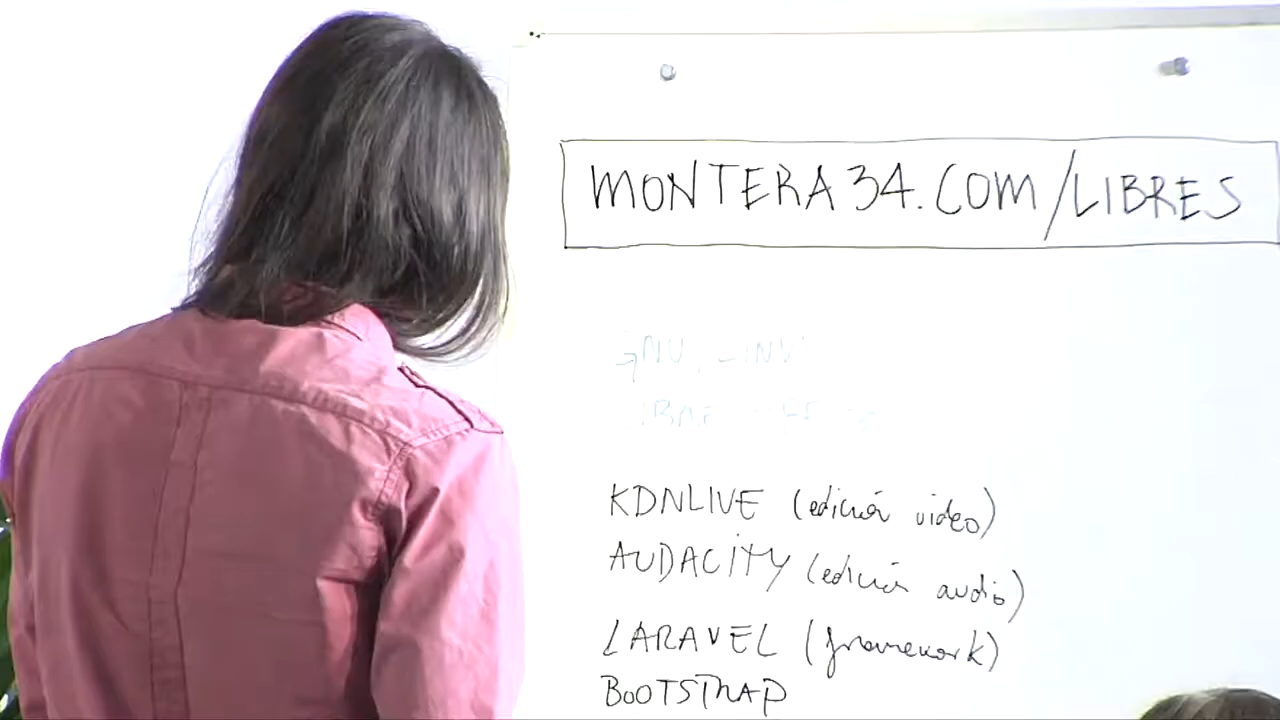 MONTERA34.COM/LIBRES
KDNLIVE (edición video)
AUDACITY (edición audio)
LARAVEL (framework)
BOOTSTRAP